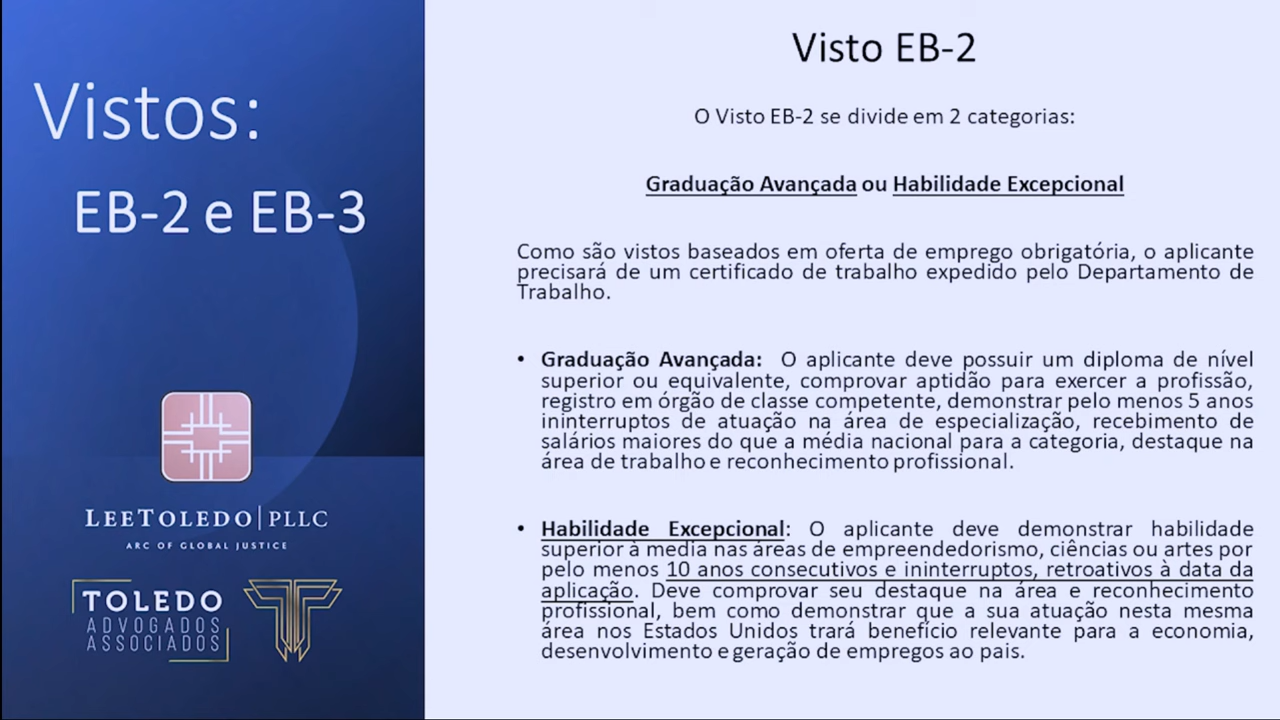 Vistos:
EB-2 e EB-3
LEETOLEDO|PLLC
ARC OF GLOBAL JUSTICE
TOLEDO
ADVOGADOS
ASSOCIADOS
Visto EB-2
O Visto EB-2 se divide em 2 categorias:
Graduação Avançada ou Habilidade Excepcional
Como são vistos baseados em oferta de emprego obrigatória, o aplicante
precisará de um certificado de trabalho expedido pelo Departamento de
Trabalho.
• Graduação Avançada: O aplicante deve possuir um diploma de nível
superior ou equivalente, comprovar aptidão para exercer a profissão,
registro em órgão de classe competente, demonstrar pelo menos 5 anos
ininterruptos de atuação na área de especialização, recebimento de
salários maiores do que a média nacional para a categoria, destaque na
área de trabalho e reconhecimento profissional.
• Habilidade Excepcional: O aplicante deve demonstrar habilidade
superior à media nas áreas de empreendedorismo, ciências ou artes por
pelo menos 10 anos consecutivos e ininterruptos, retroativos à data da
aplicação. Deve comprovar seu destaque na área e reconhecimento
profissional, bem como demonstrar que a sua atuação nesta mesma
área nos Estados Unidos trará benefício relevante para a economia,
desenvolvimento e geração de empregos ao pais.